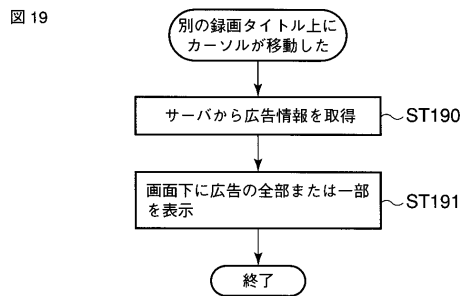 図 19
別の録画タイトル上に
カーソルが移動した
サーバから広告情報を取得
ST190
画面下に広告の全部または一部
を表示
ST191
終了